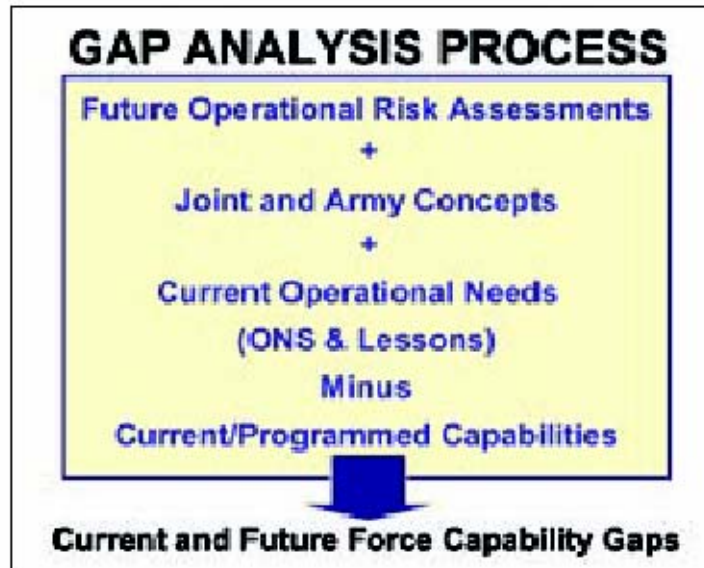 GAP ANALYSIS PROCESS
Future Operational Risk Assessments
+
Joint and Army Concepts
+
Current Operational Needs
(ONS & Lessons)
Minus
Current/Programmed Capabilities
Current and Future Force Capability Gaps